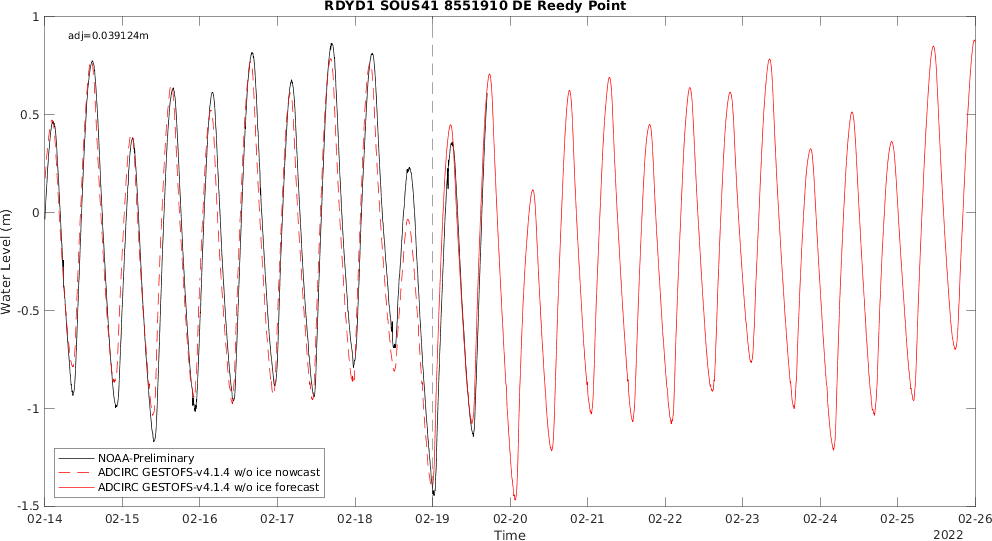 RDYD1 SOUS41 8551910 DE Reedy Point
adj=0.039124m
1
0.5
0
-0.5
-1
-1.5
Water Level (m)
NOAA-Preliminary
ADCIRC GESTOFS-v4.1.4 w/o ice nowcast
ADCIRC GESTOFS-v4.1.4 w/o ice forecast
02-14 02-15 02-16 02-17 02-18 02-19 02-20 02-21 02-22 02-23 02-24 02-25 02-26
Time
2022